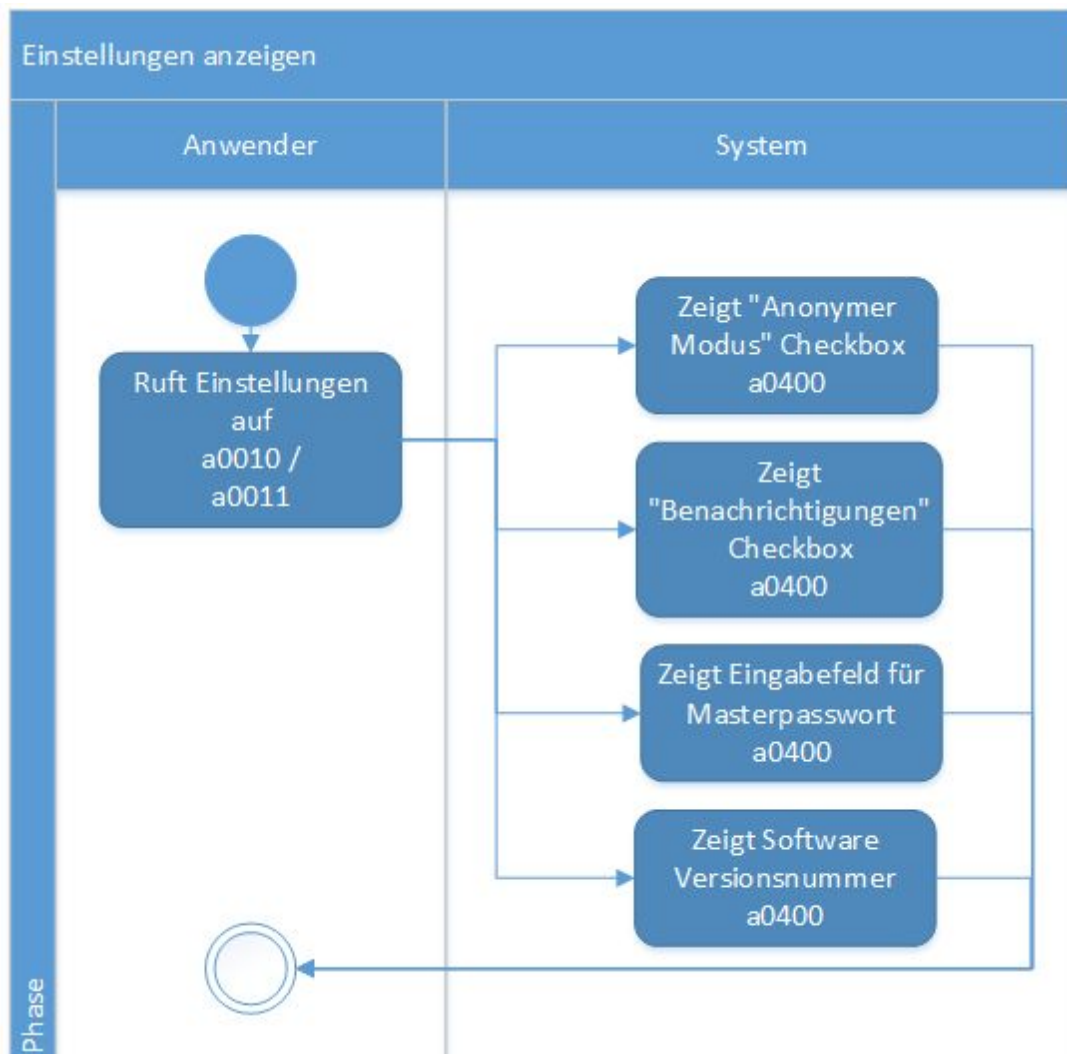 Einstellungen anzeigen
Anwender
System
Ruft Einstellungen
auf
a0010 /
a0011
Zeigt "Anonymer
Modus" Checkbox
a0400
Zeigt
"Benachrichtigungen"
Checkbox
a0400
Zeigt Eingabefeld für
Masterpasswort
a0400
Zeigt Software
Versionsnummer
a0400
Phase